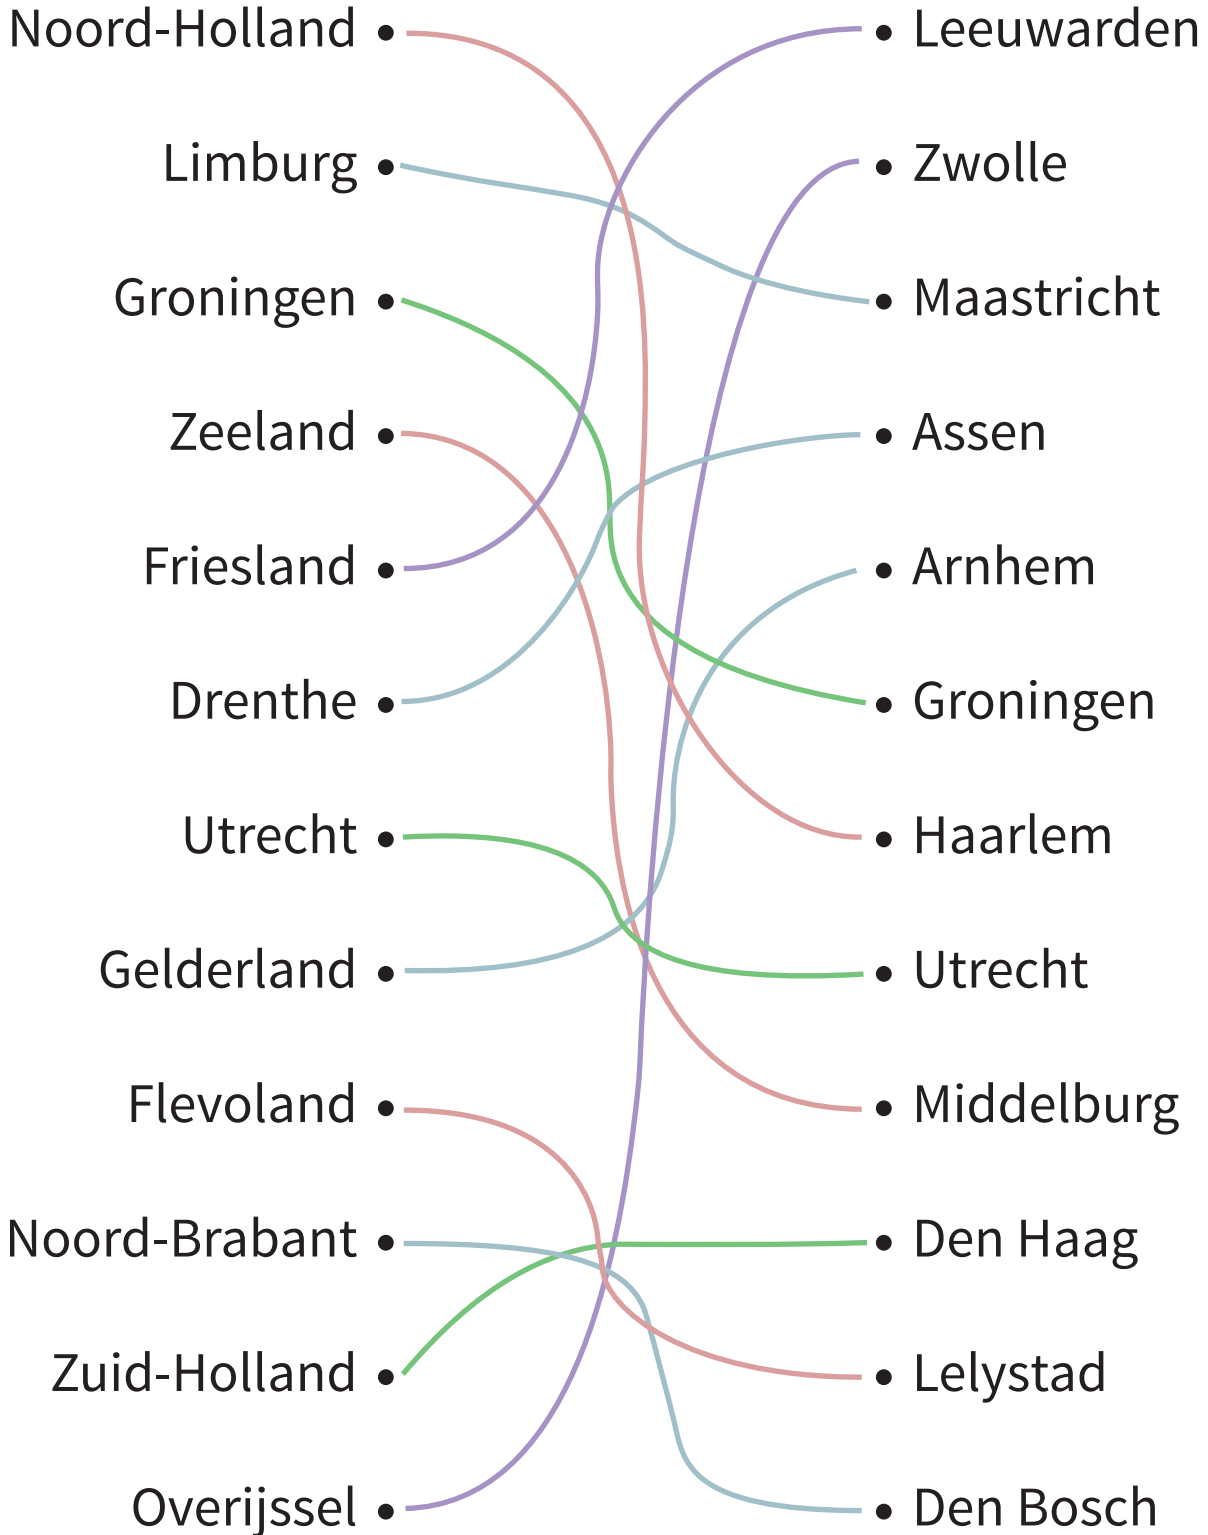 Noord-Holland
Limburg
Groningen
Zeeland
Friesland
Drenthe
Utrecht
Gelderland
Flevoland
Noord-Brabant
Zuid-Holland
Overijssel
Leeuwarden
Zwolle
Maastricht
Assen
Arnhem
Groningen
Haarlem
Utrecht
Middelburg
Den Haag
Lelystad
Den Bosch